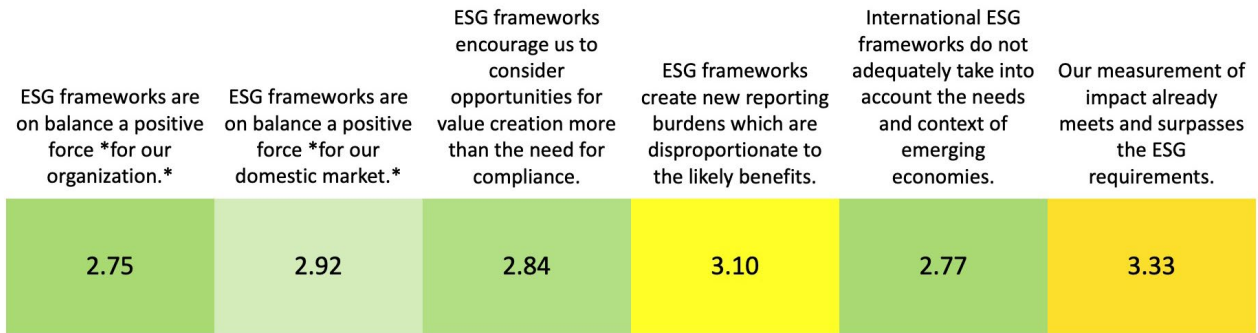 ESG frameworks are
on balance a positive
force *for our
organization.*
ESG frameworks are
on balance a positive
force *for our
domestic market.*
ESG frameworks
encourage us to
consider
opportunities for
value creation more
than the need for
compliance.
ESG frameworks
create new reporting
burdens which are
disproportionate to
the likely benefits.
International ESG
frameworks do not
adequately take into
account the needs
and context of
emerging
economies.
Our measurement of
impact already
meets and surpasses
the ESG
requirements.
2.75
2.92
2.84
3.10
2.77
3.33